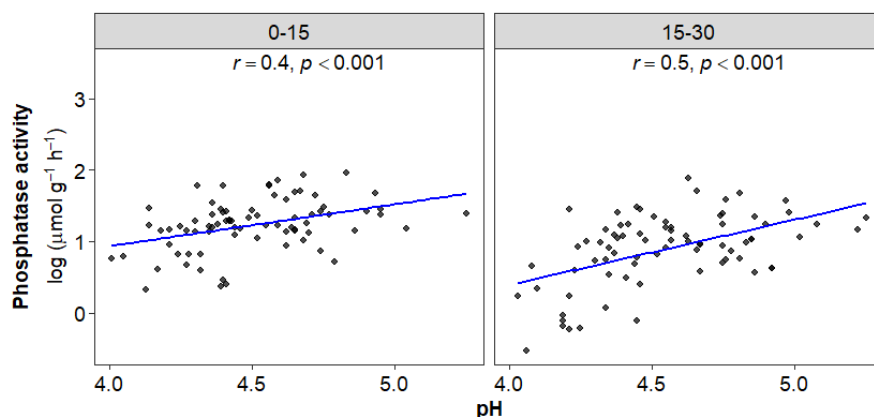 0-15
15-30
r = 0.4, p < 0.001
r = 0.5, p < 0.001
Phosphatase activity
log (μmol g⁻¹ h⁻¹)
3
2
1
0
4.0 4.5 5.0
4.0 4.5 5.0
pH